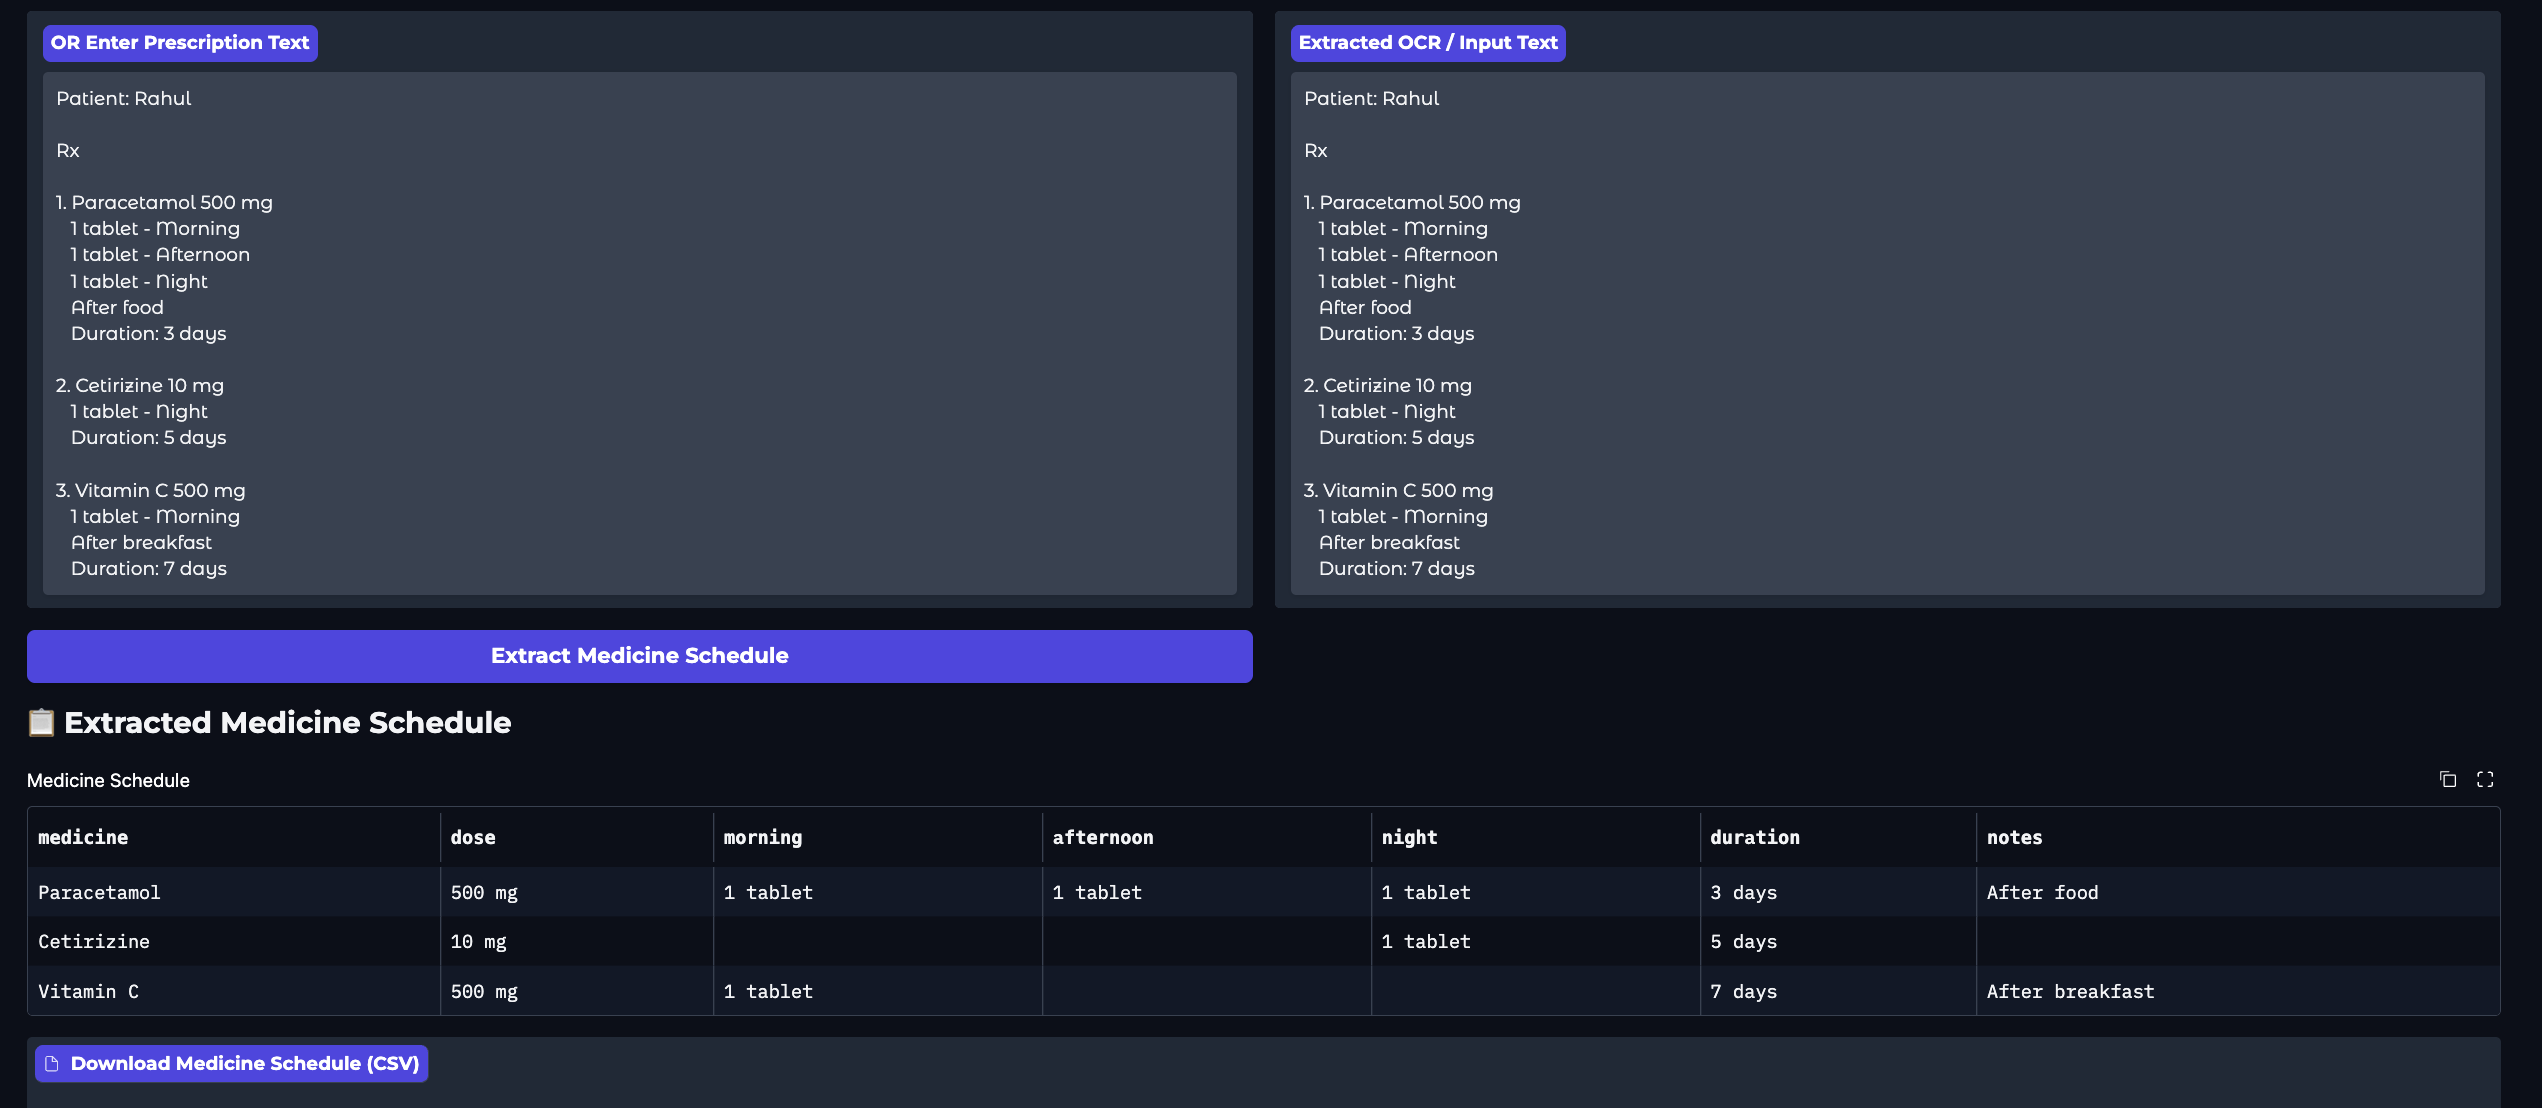 OR Enter Prescription Text
Patient: Rahul
Rx
1. Paracetamol 500 mg
1 tablet - Morning
1 tablet - Afternoon
1 tablet - Night
After food
Duration: 3 days
2. Cetirizine 10 mg
1 tablet - Night
Duration: 5 days
3. Vitamin C 500 mg
1 tablet - Morning
After breakfast
Duration: 7 days
Extracted OCR / Input Text
Patient: Rahul
Rx
1. Paracetamol 500 mg
1 tablet - Morning
1 tablet - Afternoon
1 tablet - Night
After food
Duration: 3 days
2. Cetirizine 10 mg
1 tablet - Night
Duration: 5 days
3. Vitamin C 500 mg
1 tablet - Morning
After breakfast
Duration: 7 days
Extract Medicine Schedule
📋 Extracted Medicine Schedule
Medicine Schedule
medicine dose morning afternoon night duration notes
Paracetamol 500 mg 1 tablet 1 tablet 1 tablet 3 days After food
Cetirizine 10 mg 1 tablet 5 days
Vitamin C 500 mg 1 tablet 7 days After breakfast
Download Medicine Schedule (CSV)